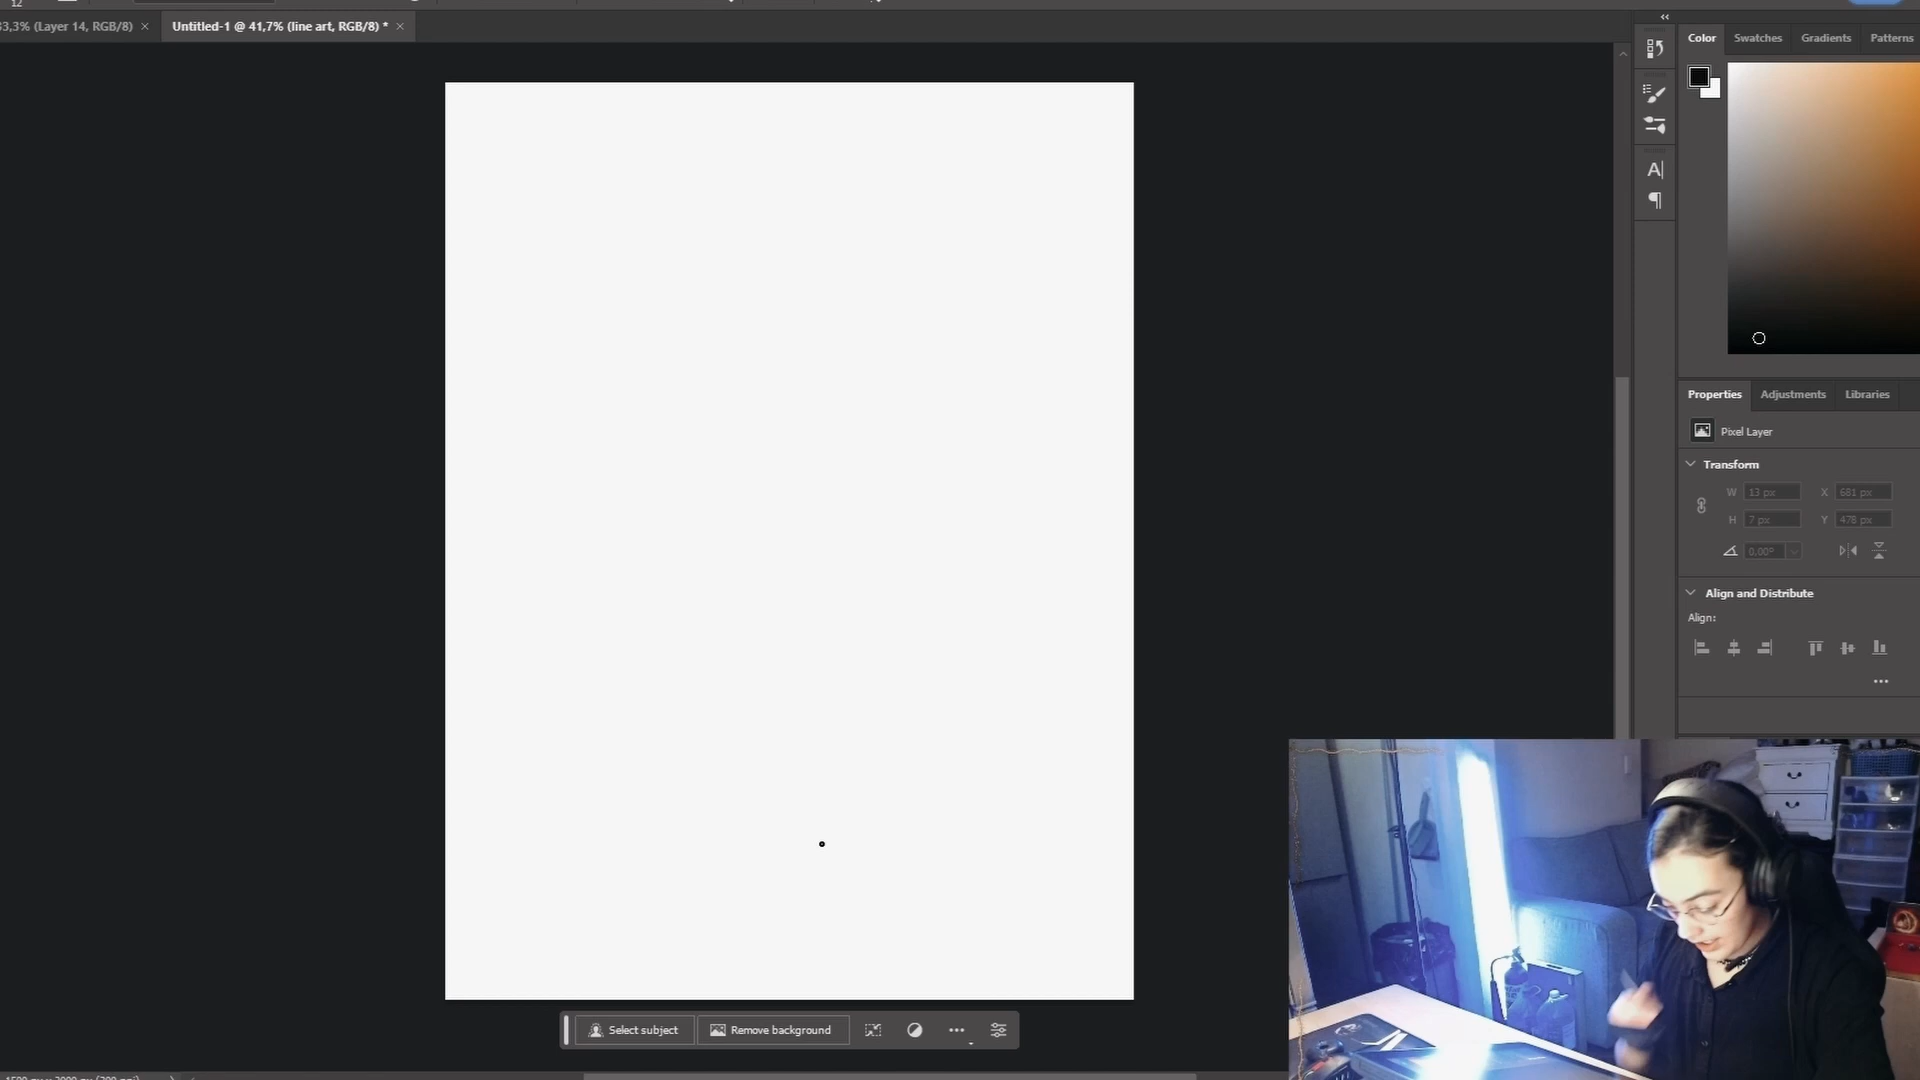 12
33,3% (Layer 14, RGB/8) ×
Untitled-1 @ 41,7% (line art, RGB/8) * ×
Color Swatches Gradients Patterns
Properties Adjustments Libraries
Pixel Layer
Transform
W 13 px X 681 px
H 7 px Y 478 px
0,00°
Align and Distribute
Align:
Select subject Remove background